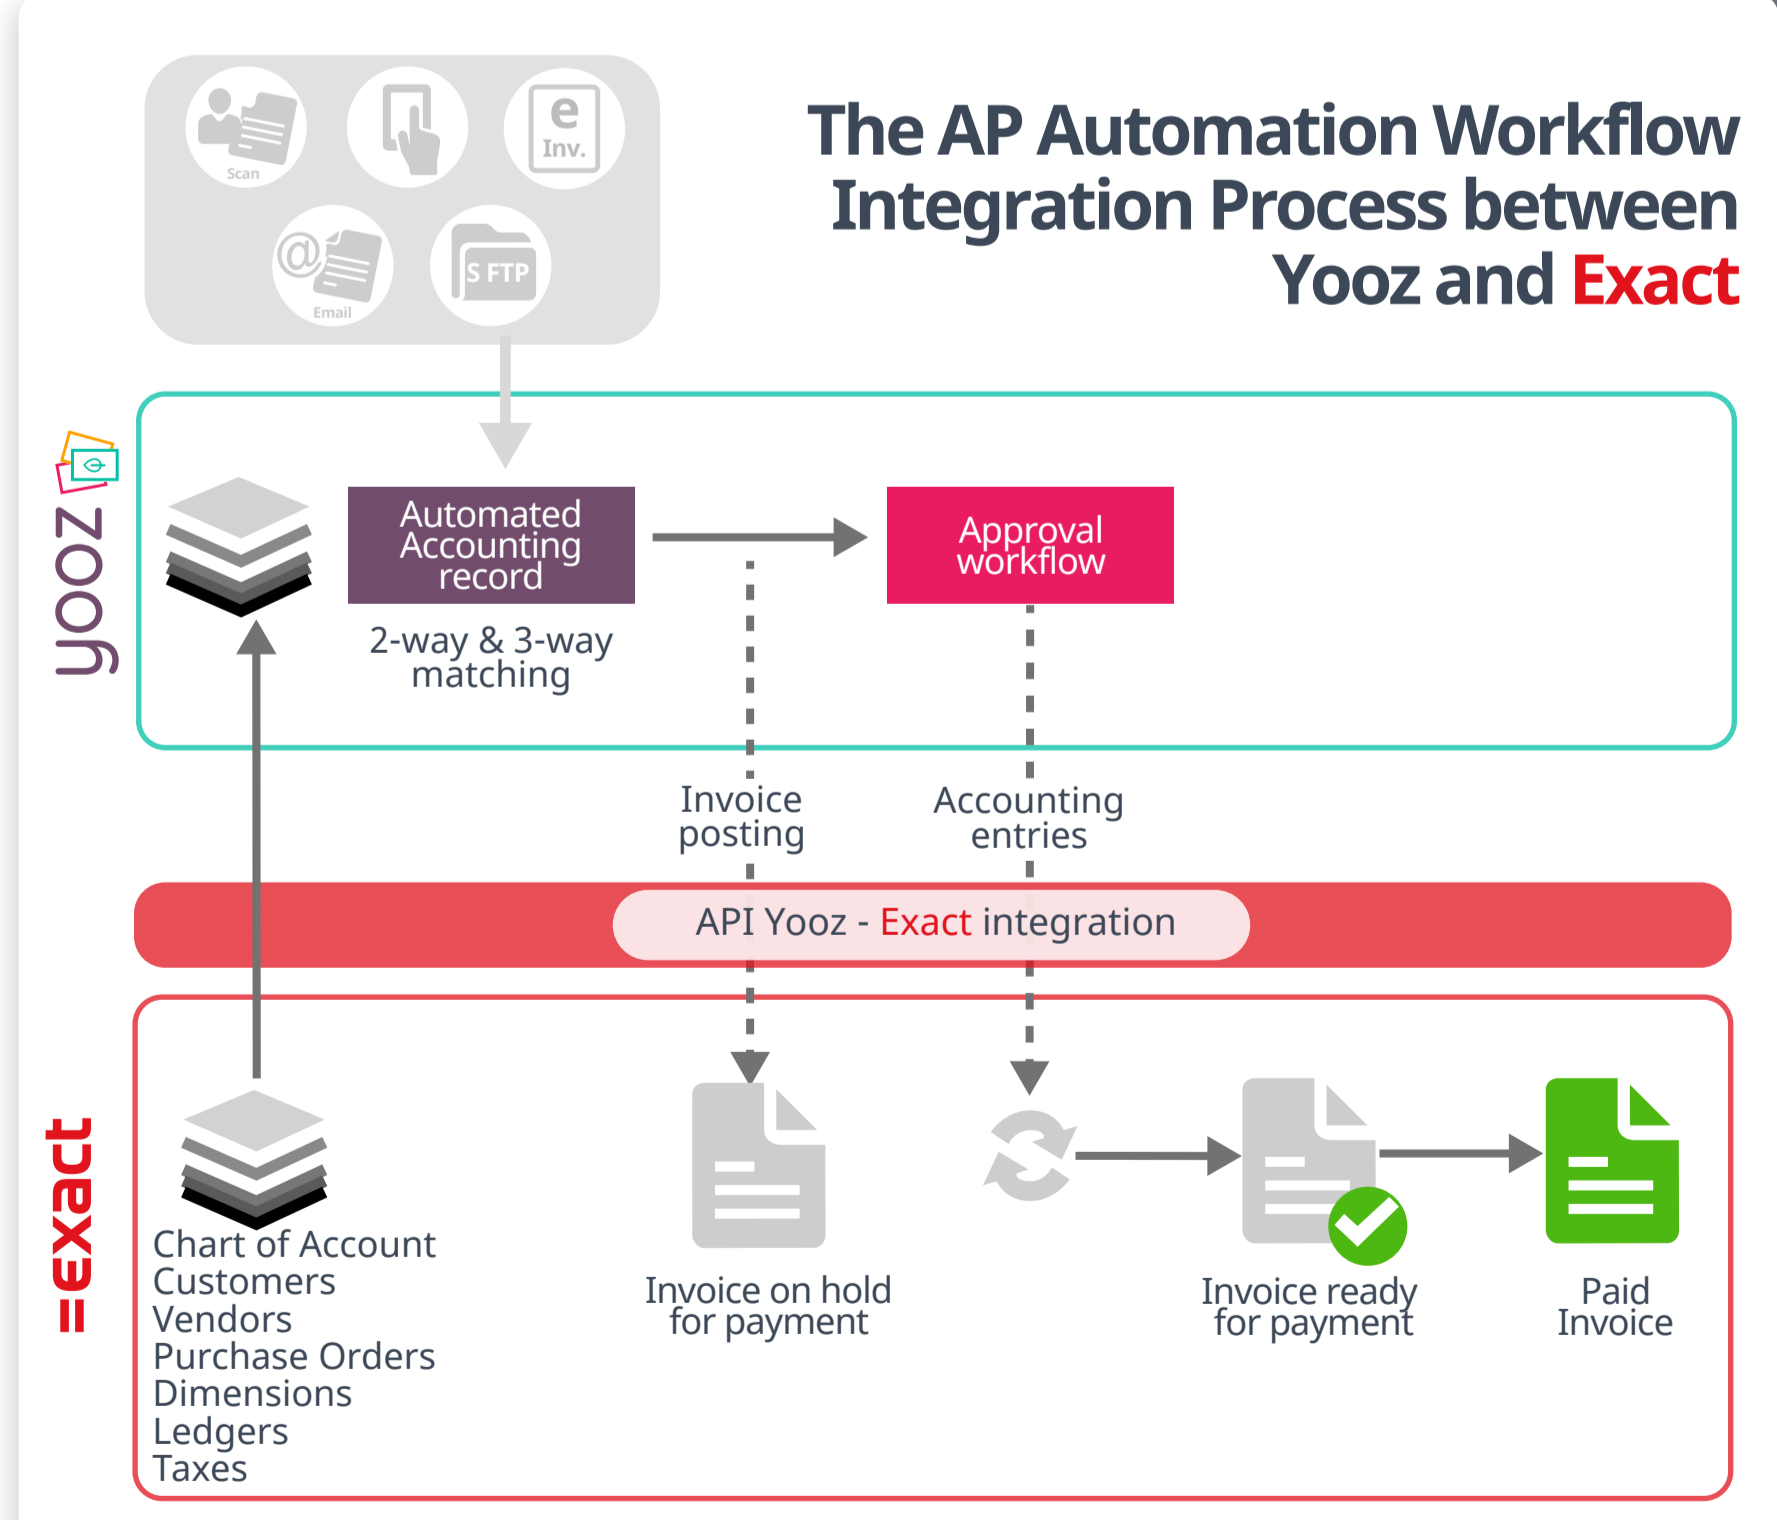 The AP Automation Workflow
Integration Process between
Yooz and Exact
Scan
e
Inv.
@
Email
S FTP
yooz
Automated
Accounting
record
2-way & 3-way
matching
Approval
workflow
Invoice
posting
Accounting
entries
API Yooz - Exact integration
=exact
Chart of Account
Customers
Vendors
Purchase Orders
Dimensions
Ledgers
Taxes
Invoice on hold
for payment
Invoice ready
for payment
Paid
Invoice